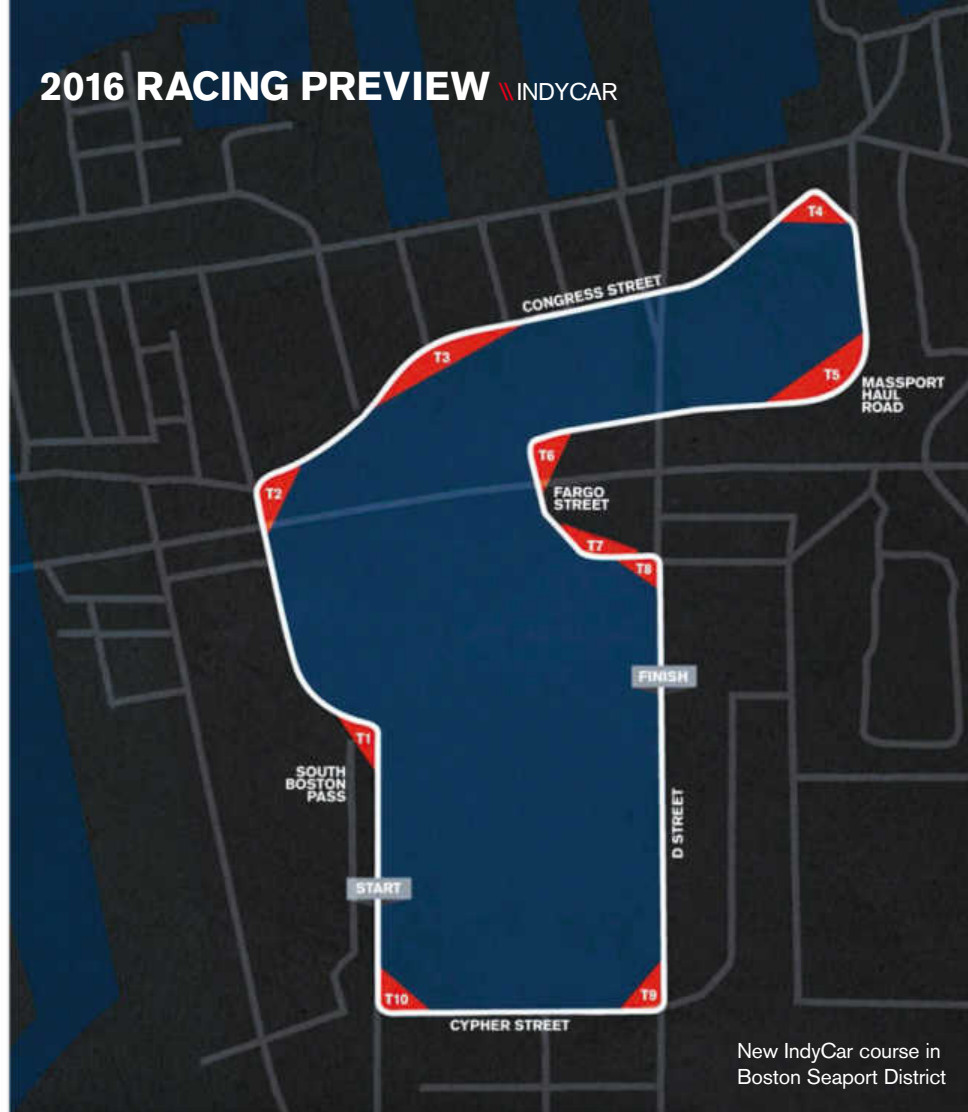 2016 RACING PREVIEW \\ INDYCAR
T4
CONGRESS STREET
T3
T5
MASSPORT
HAUL
ROAD
T6
T2
FARGO
STREET
T7
T8
FINISH
T1
SOUTH
BOSTON
PASS
D STREET
START
T10
T9
CYPHER STREET
New IndyCar course in
Boston Seaport District